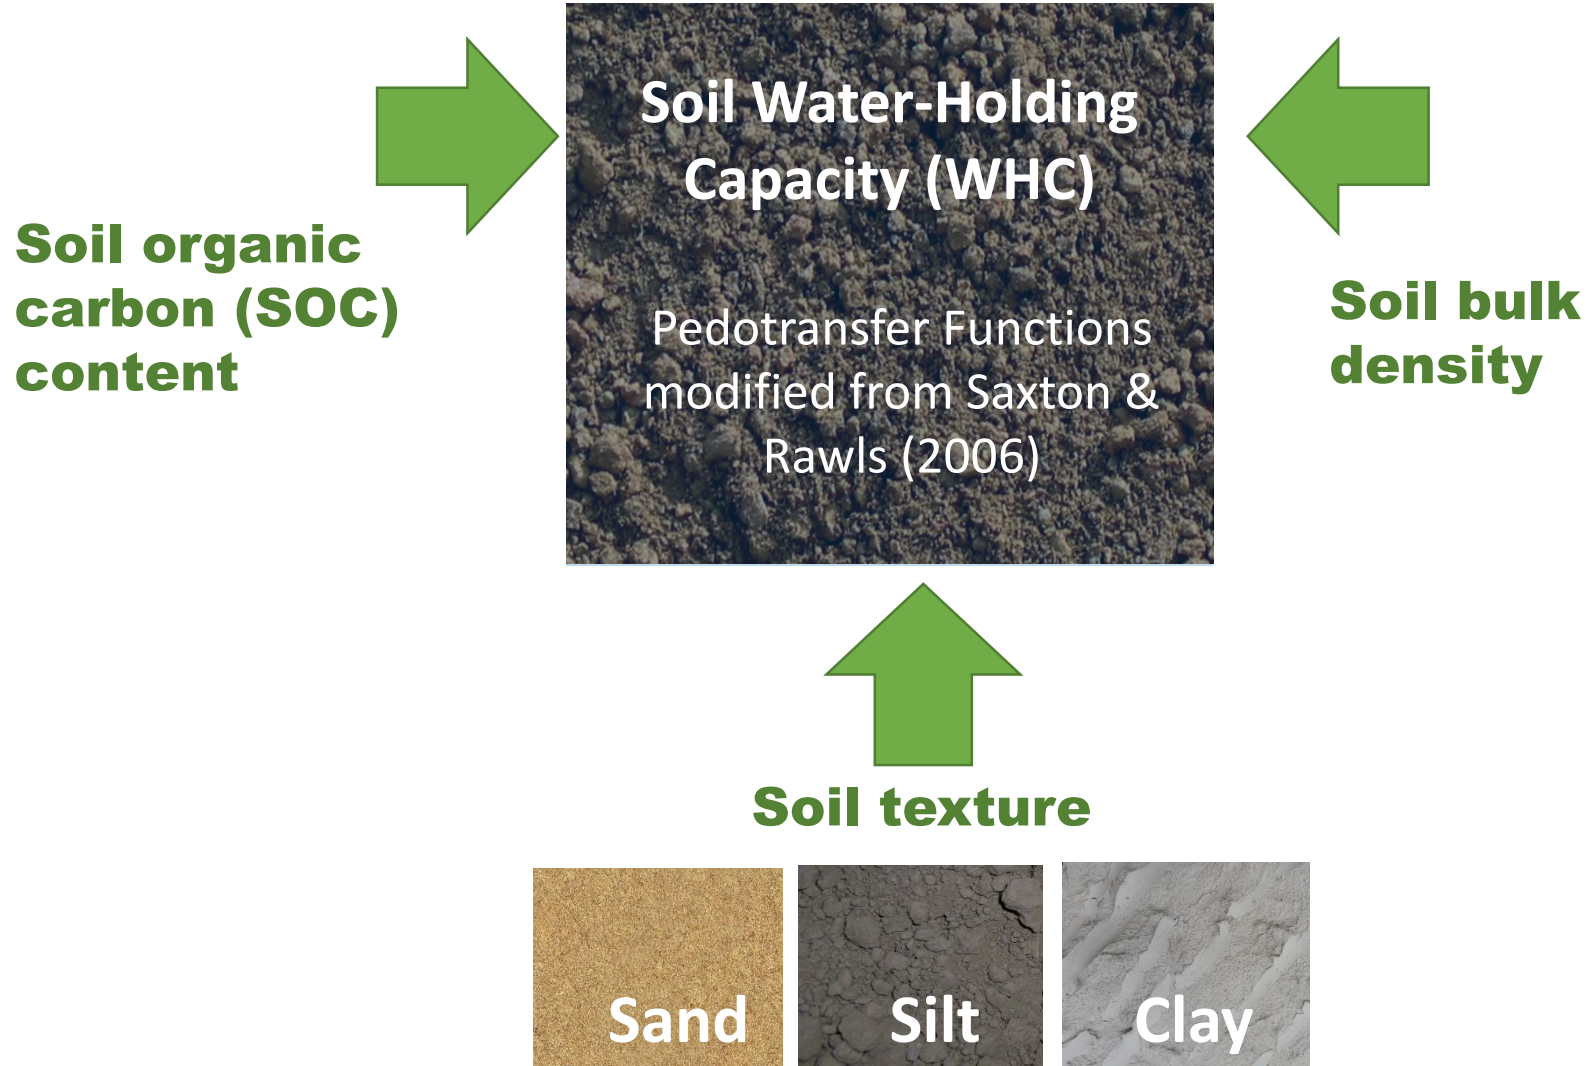 Soil Water-Holding
Capacity (WHC)
Pedotransfer Functions
modified from Saxton &
Rawls (2006)
Soil organic
carbon (SOC)
content
Soil bulk
density
Soil texture
Sand
Silt
Clay